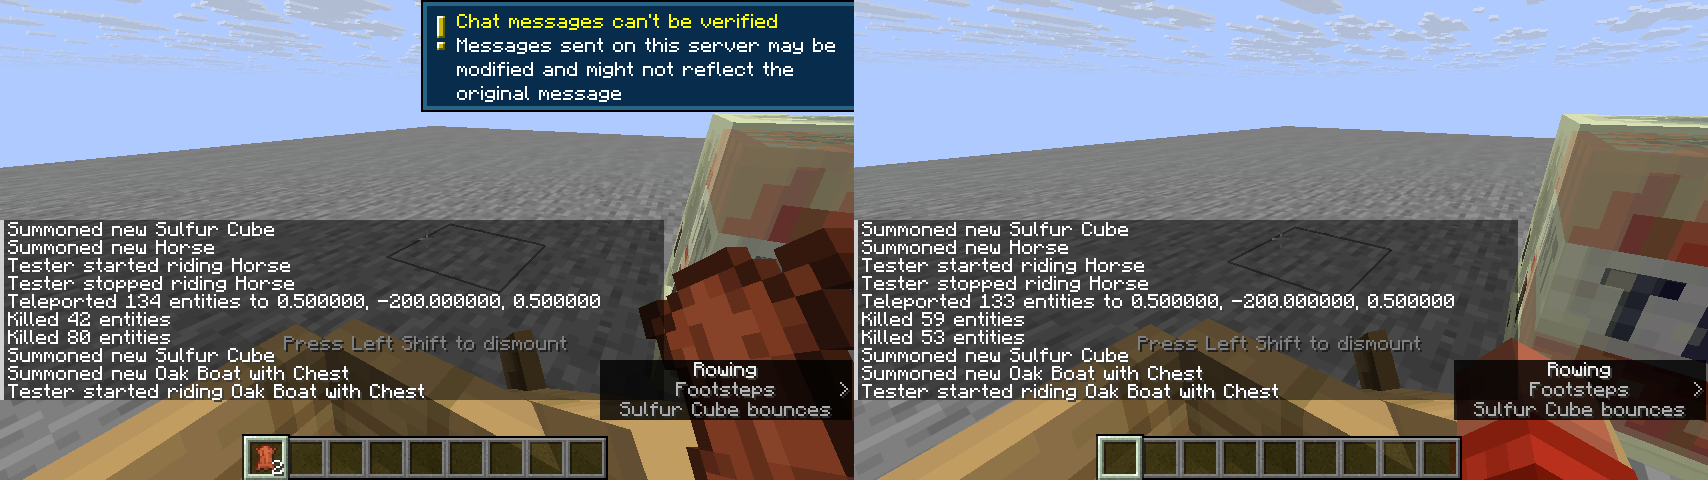 Chat messages can't be verified
Messages sent on this server may be
modified and might not reflect the
original message
Summoned new Sulfur Cube
Summoned new Horse
Tester started riding Horse
Tester stopped riding Horse
Teleported 134 entities to 0.500000, -200.000000, 0.500000
Killed 42 entities
Killed 80 entities
Summoned new Sulfur Cube
Summoned new Oak Boat with Chest
Tester started riding Oak Boat with Chest
Press Left Shift to dismount
Rowing
Footsteps >
Sulfur Cube bounces
2
Summoned new Sulfur Cube
Summoned new Horse
Tester started riding Horse
Tester stopped riding Horse
Teleported 133 entities to 0.500000, -200.000000, 0.500000
Killed 59 entities
Killed 53 entities
Summoned new Sulfur Cube
Summoned new Oak Boat with Chest
Tester started riding Oak Boat with Chest
Press Left Shift to dismount
Rowing
Footsteps >
Sulfur Cube bounces